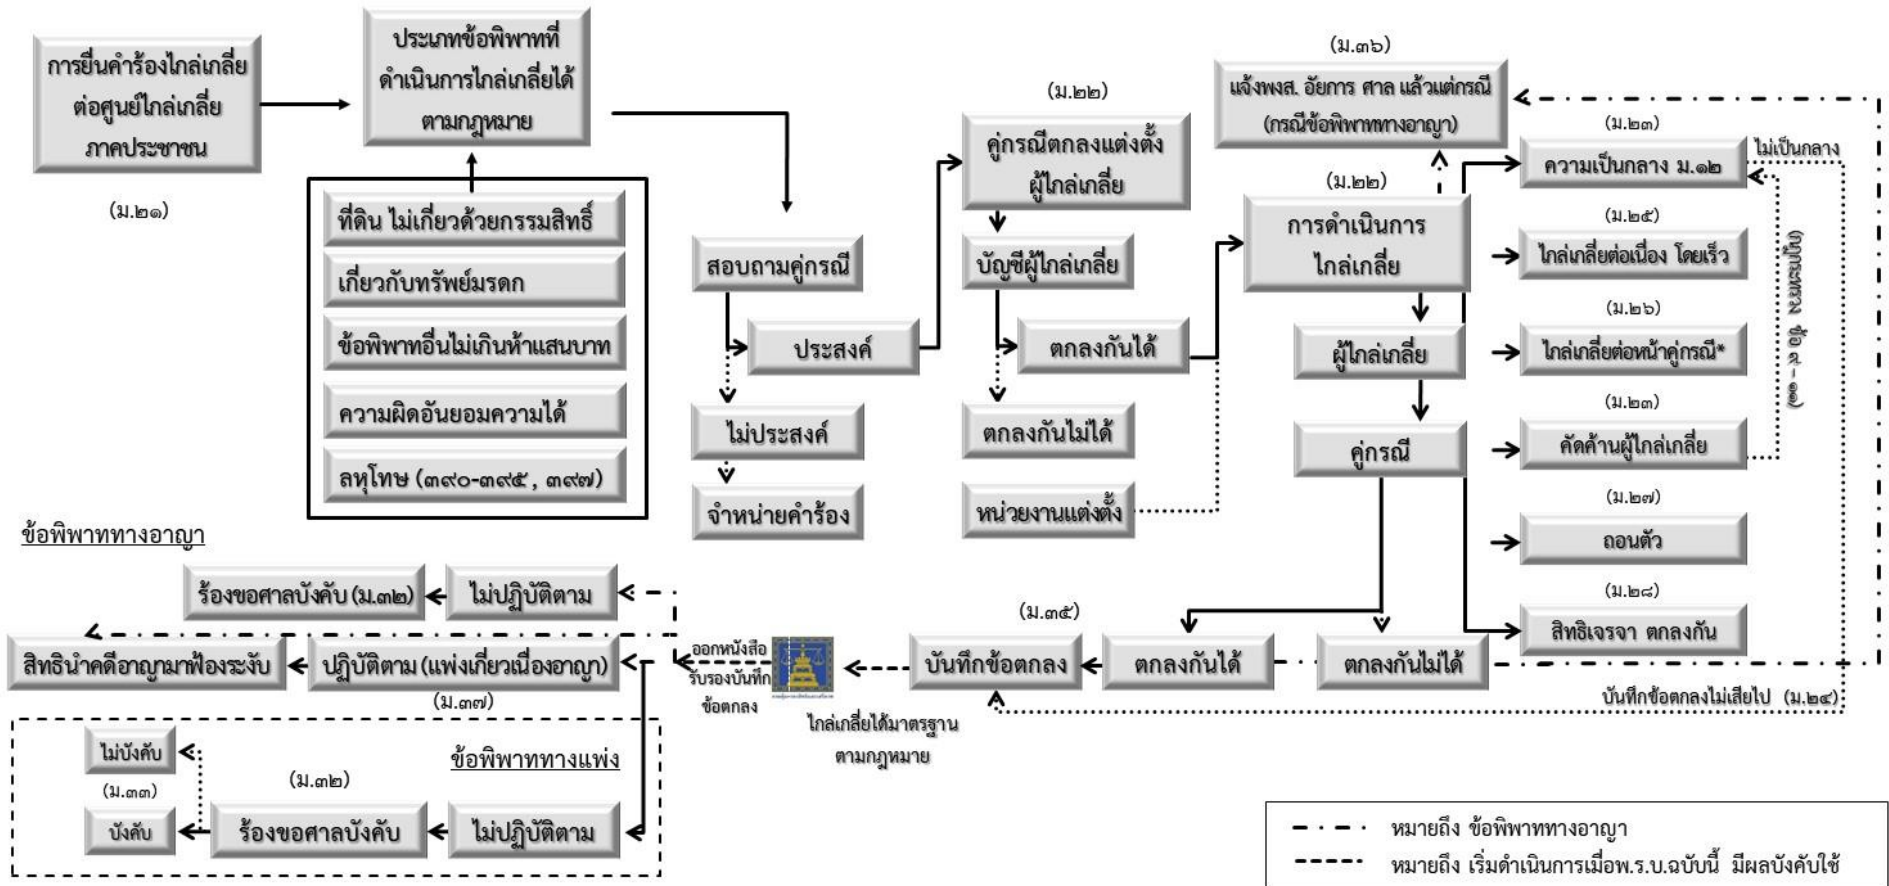 การยื่นคำร้องไกล่เกลี่ย
ต่อศูนย์ไกล่เกลี่ย
ภาคประชาชน
(ม.๒๑)
ประเภทข้อพิพาทที่
ดำเนินการไกล่เกลี่ยได้
ตามกฎหมาย
ที่ดิน ไม่เกี่ยวด้วยกรรมสิทธิ์
เกี่ยวกับทรัพย์มรดก
ข้อพิพาทอื่นไม่เกินห้าแสนบาท
ความผิดอันยอมความได้
ลหุโทษ (๓๙๐-๓๙๕ , ๓๙๗)
สอบถามคู่กรณี
ประสงค์
ไม่ประสงค์
จำหน่ายคำร้อง
(ม.๒๒)
คู่กรณีตกลงแต่งตั้ง
ผู้ไกล่เกลี่ย
บัญชีผู้ไกล่เกลี่ย
ตกลงกันได้
ตกลงกันไม่ได้
หน่วยงานแต่งตั้ง
(ม.๓๖)
แจ้งพงส. อัยการ ศาล แล้วแต่กรณี
(กรณีข้อพิพาททางอาญา)
(ม.๒๒)
การดำเนินการ
ไกล่เกลี่ย
ผู้ไกล่เกลี่ย
คู่กรณี
(ม.๒๓)
ความเป็นกลาง ม.๑๒
ไม่เป็นกลาง
(ม.๒๕)
ไกล่เกลี่ยต่อเนื่อง โดยเร็ว
(ม.๒๖)
ไกล่เกลี่ยต่อหน้าคู่กรณี*
(ม.๒๓)
คัดค้านผู้ไกล่เกลี่ย
(กฎกระทรวง ข้อ ๙ - ๑๑)
(ม.๒๗)
ถอนตัว
(ม.๒๘)
สิทธิเจรจา ตกลงกัน
ตกลงกันไม่ได้
ตกลงกันได้
(ม.๓๕)
บันทึกข้อตกลง
บันทึกข้อตกลงไม่เสียไป (ม.๒๔)
ไกล่เกลี่ยได้มาตรฐาน
ตามกฎหมาย
ออกหนังสือ
รับรองบันทึก
ข้อตกลง
ข้อพิพาททางอาญา
ไม่ปฏิบัติตาม
ร้องขอศาลบังคับ (ม.๓๒)
ปฏิบัติตาม (แพ่งเกี่ยวเนื่องอาญา)
สิทธินำคดีอาญามาฟ้องระงับ
(ม.๓๗)
ข้อพิพาททางแพ่ง
ไม่ปฏิบัติตาม
(ม.๓๒)
ร้องขอศาลบังคับ
ไม่บังคับ
(ม.๓๓)
บังคับ
หมายถึง ข้อพิพาททางอาญา
หมายถึง เริ่มดำเนินการเมื่อพ.ร.บ.ฉบับนี้ มีผลบังคับใช้